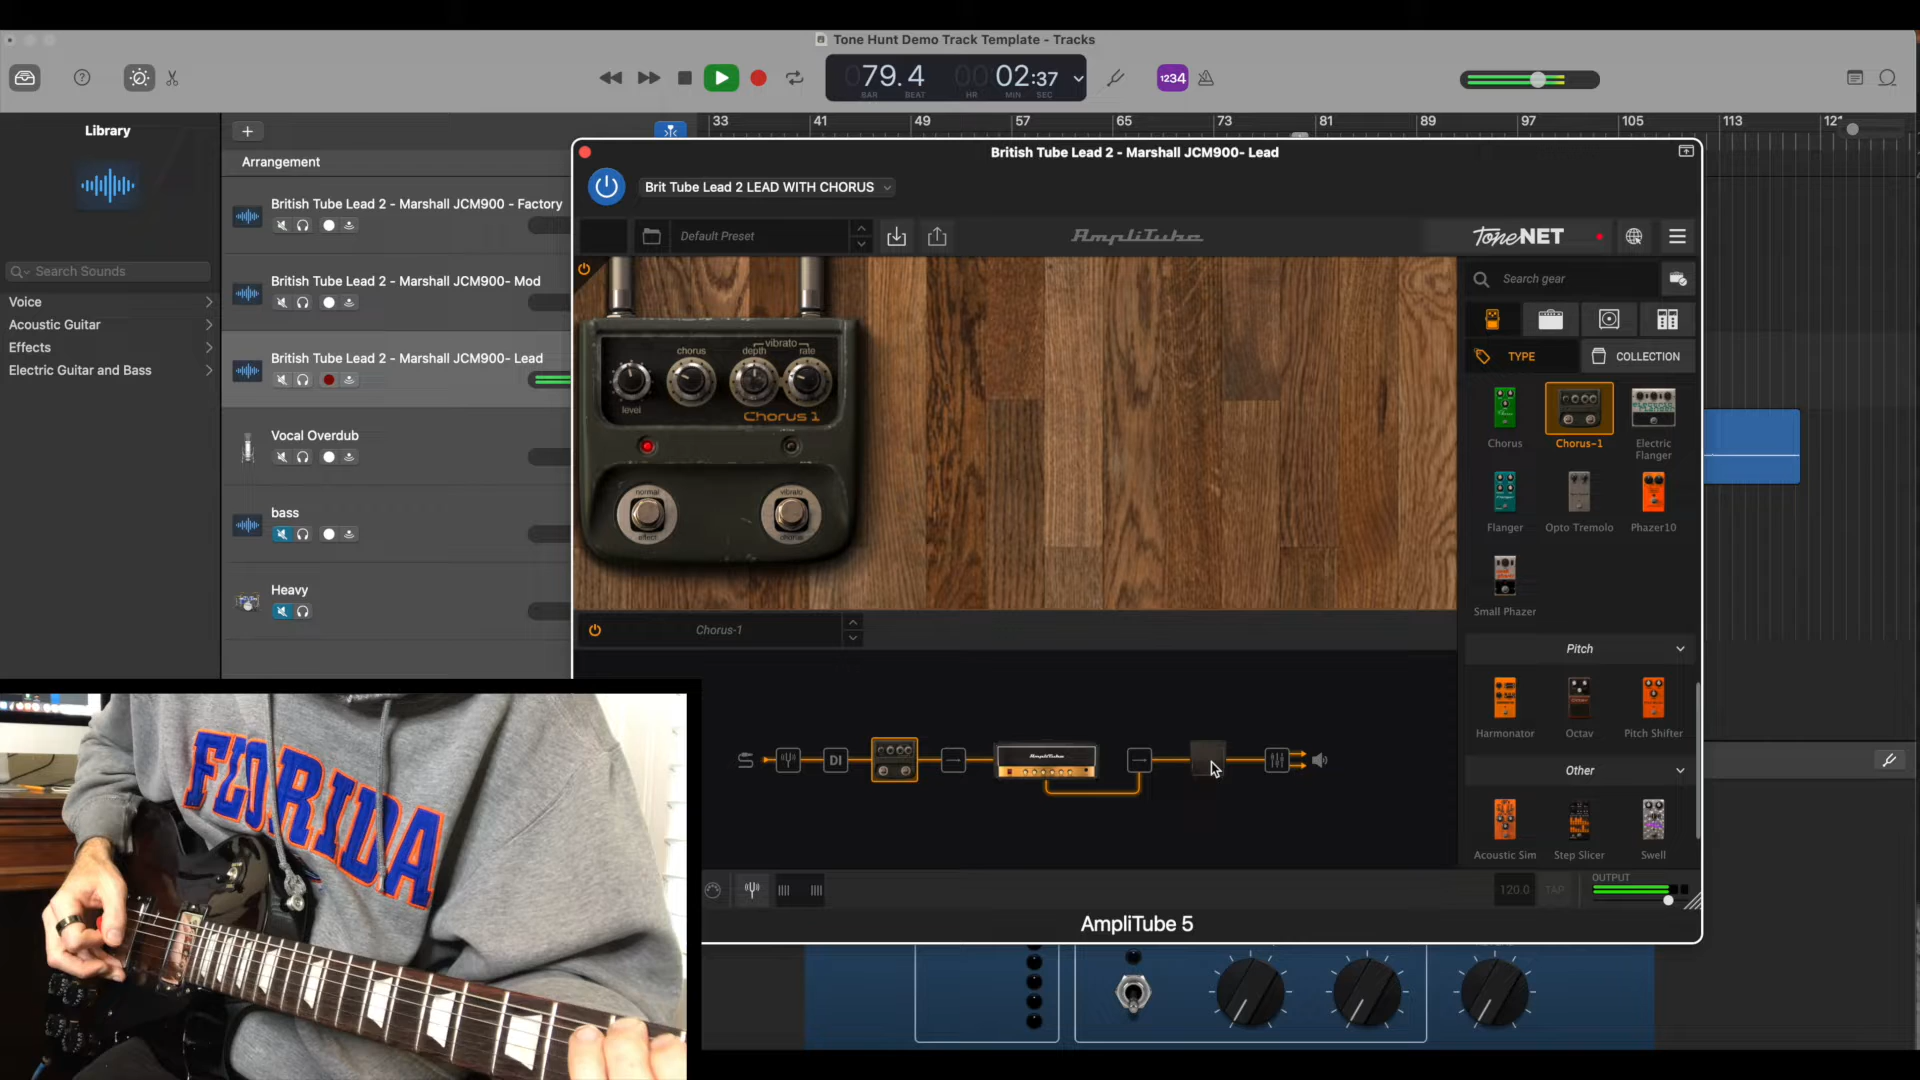 Tone Hunt Demo Track Template - Tracks
79.4
02:37
BAR
BEAT
HR
MIN
SEC
1234
Library
Search Sounds
Voice
Acoustic Guitar
Effects
Electric Guitar and Bass
33
41
49
57
65
73
81
89
97
105
113
Arrangement
British Tube Lead 2 - Marshall JCM900 - Factory
British Tube Lead 2 - Marshall JCM900- Mod
British Tube Lead 2 - Marshall JCM900- Lead
Vocal Overdub
bass
Heavy
British Tube Lead 2 - Marshall JCM900- Lead
Brit Tube Lead 2 LEAD WITH CHORUS
Default Preset
AmpliTube
ToneNET
Search gear
TYPE
COLLECTION
level
chorus
vibrato
depth
rate
Chorus 1
normal
effect
vibrato
chorus
Chorus
Chorus-1
Electric
Flanger
Flanger
Opto Tremolo
Phazer10
Small Phazer
Pitch
Harmonator
Octav
Pitch Shifter
Other
Acoustic Sim
Step Slicer
Swell
Chorus-1
DI
AmpliTube
120.0
TAP
OUTPUT
AmpliTube 5
FLORIDA